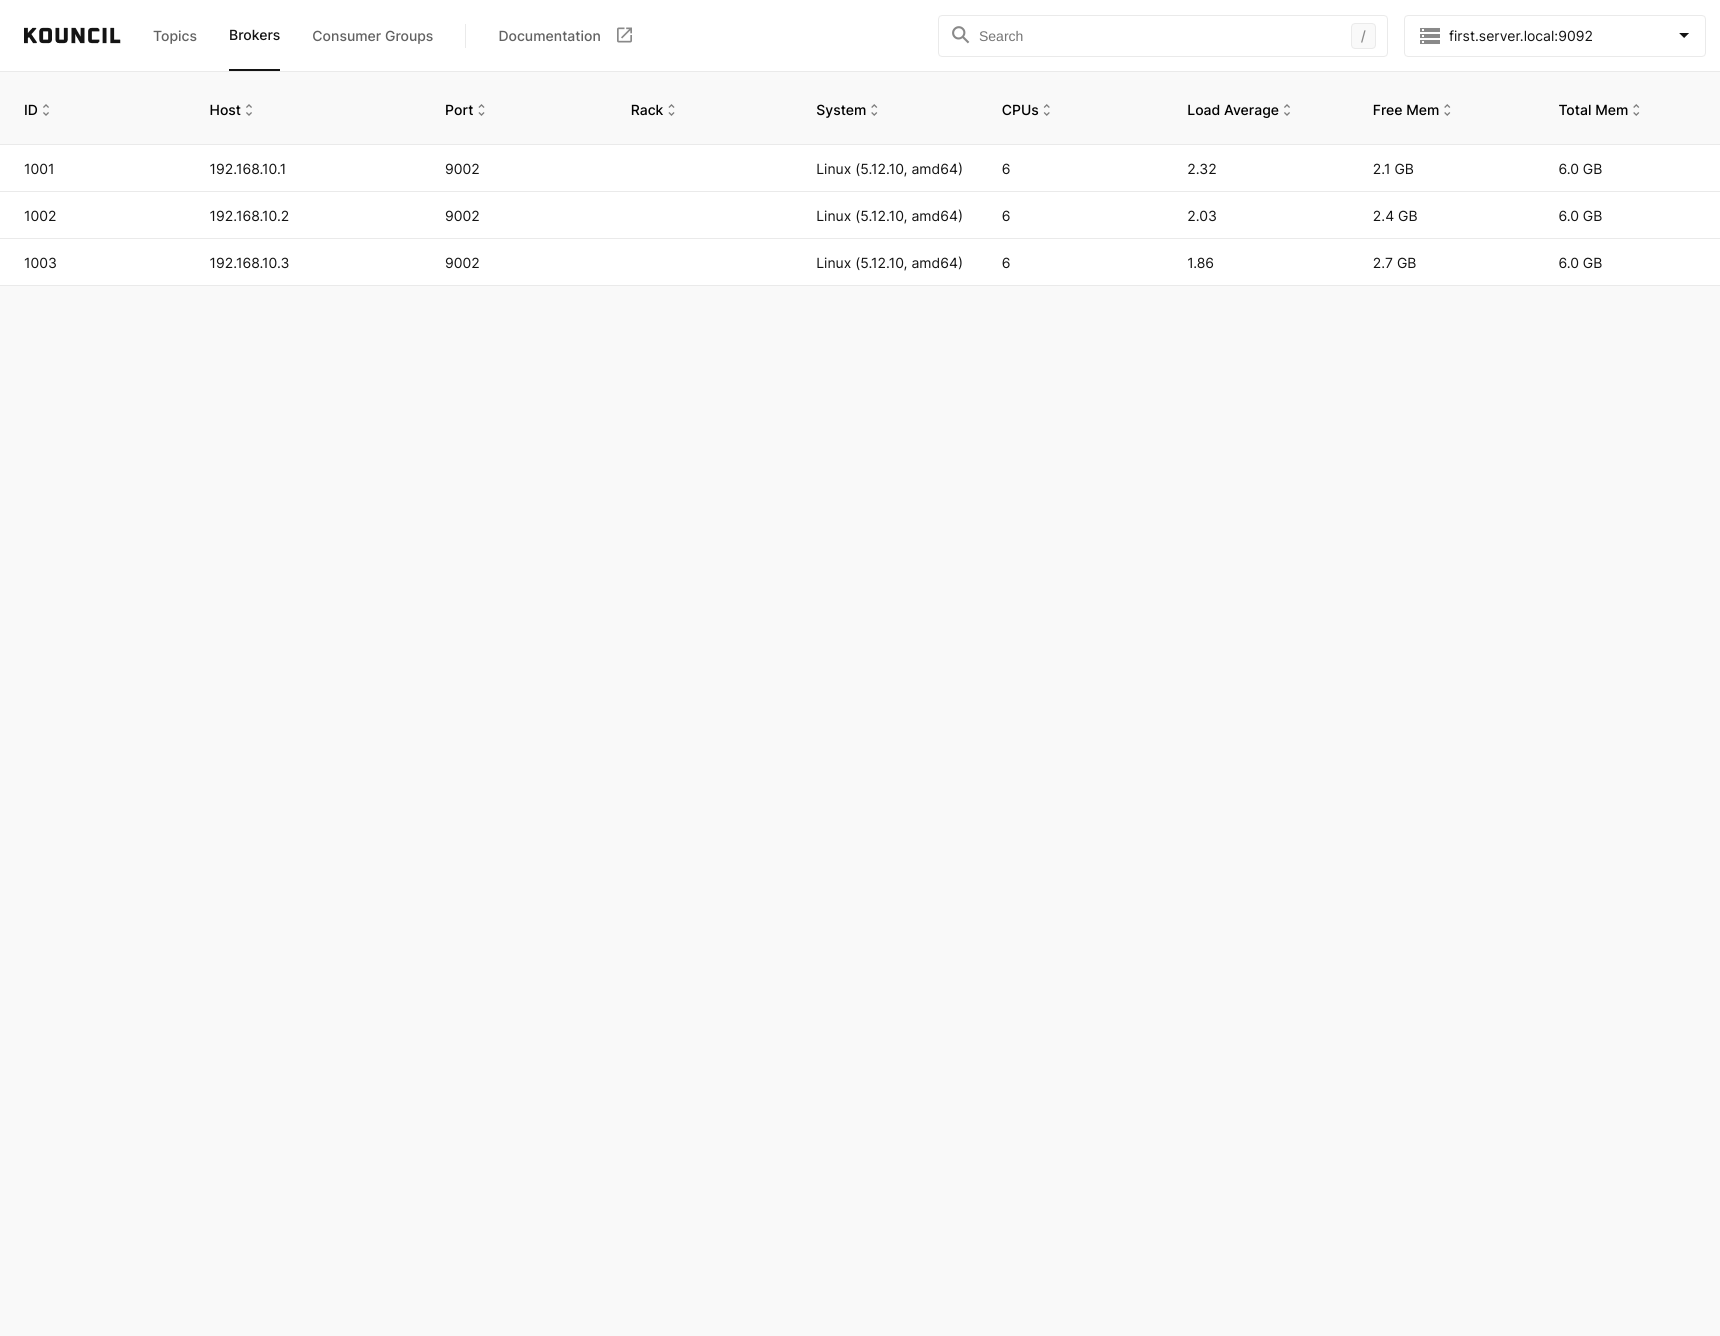 KOUNCIL Topics Brokers Consumer Groups Documentation Search / first.server.local:9092
ID Host Port Rack System CPUs Load Average Free Mem Total Mem
1001 192.168.10.1 9002 Linux (5.12.10, amd64) 6 2.32 2.1 GB 6.0 GB
1002 192.168.10.2 9002 Linux (5.12.10, amd64) 6 2.03 2.4 GB 6.0 GB
1003 192.168.10.3 9002 Linux (5.12.10, amd64) 6 1.86 2.7 GB 6.0 GB